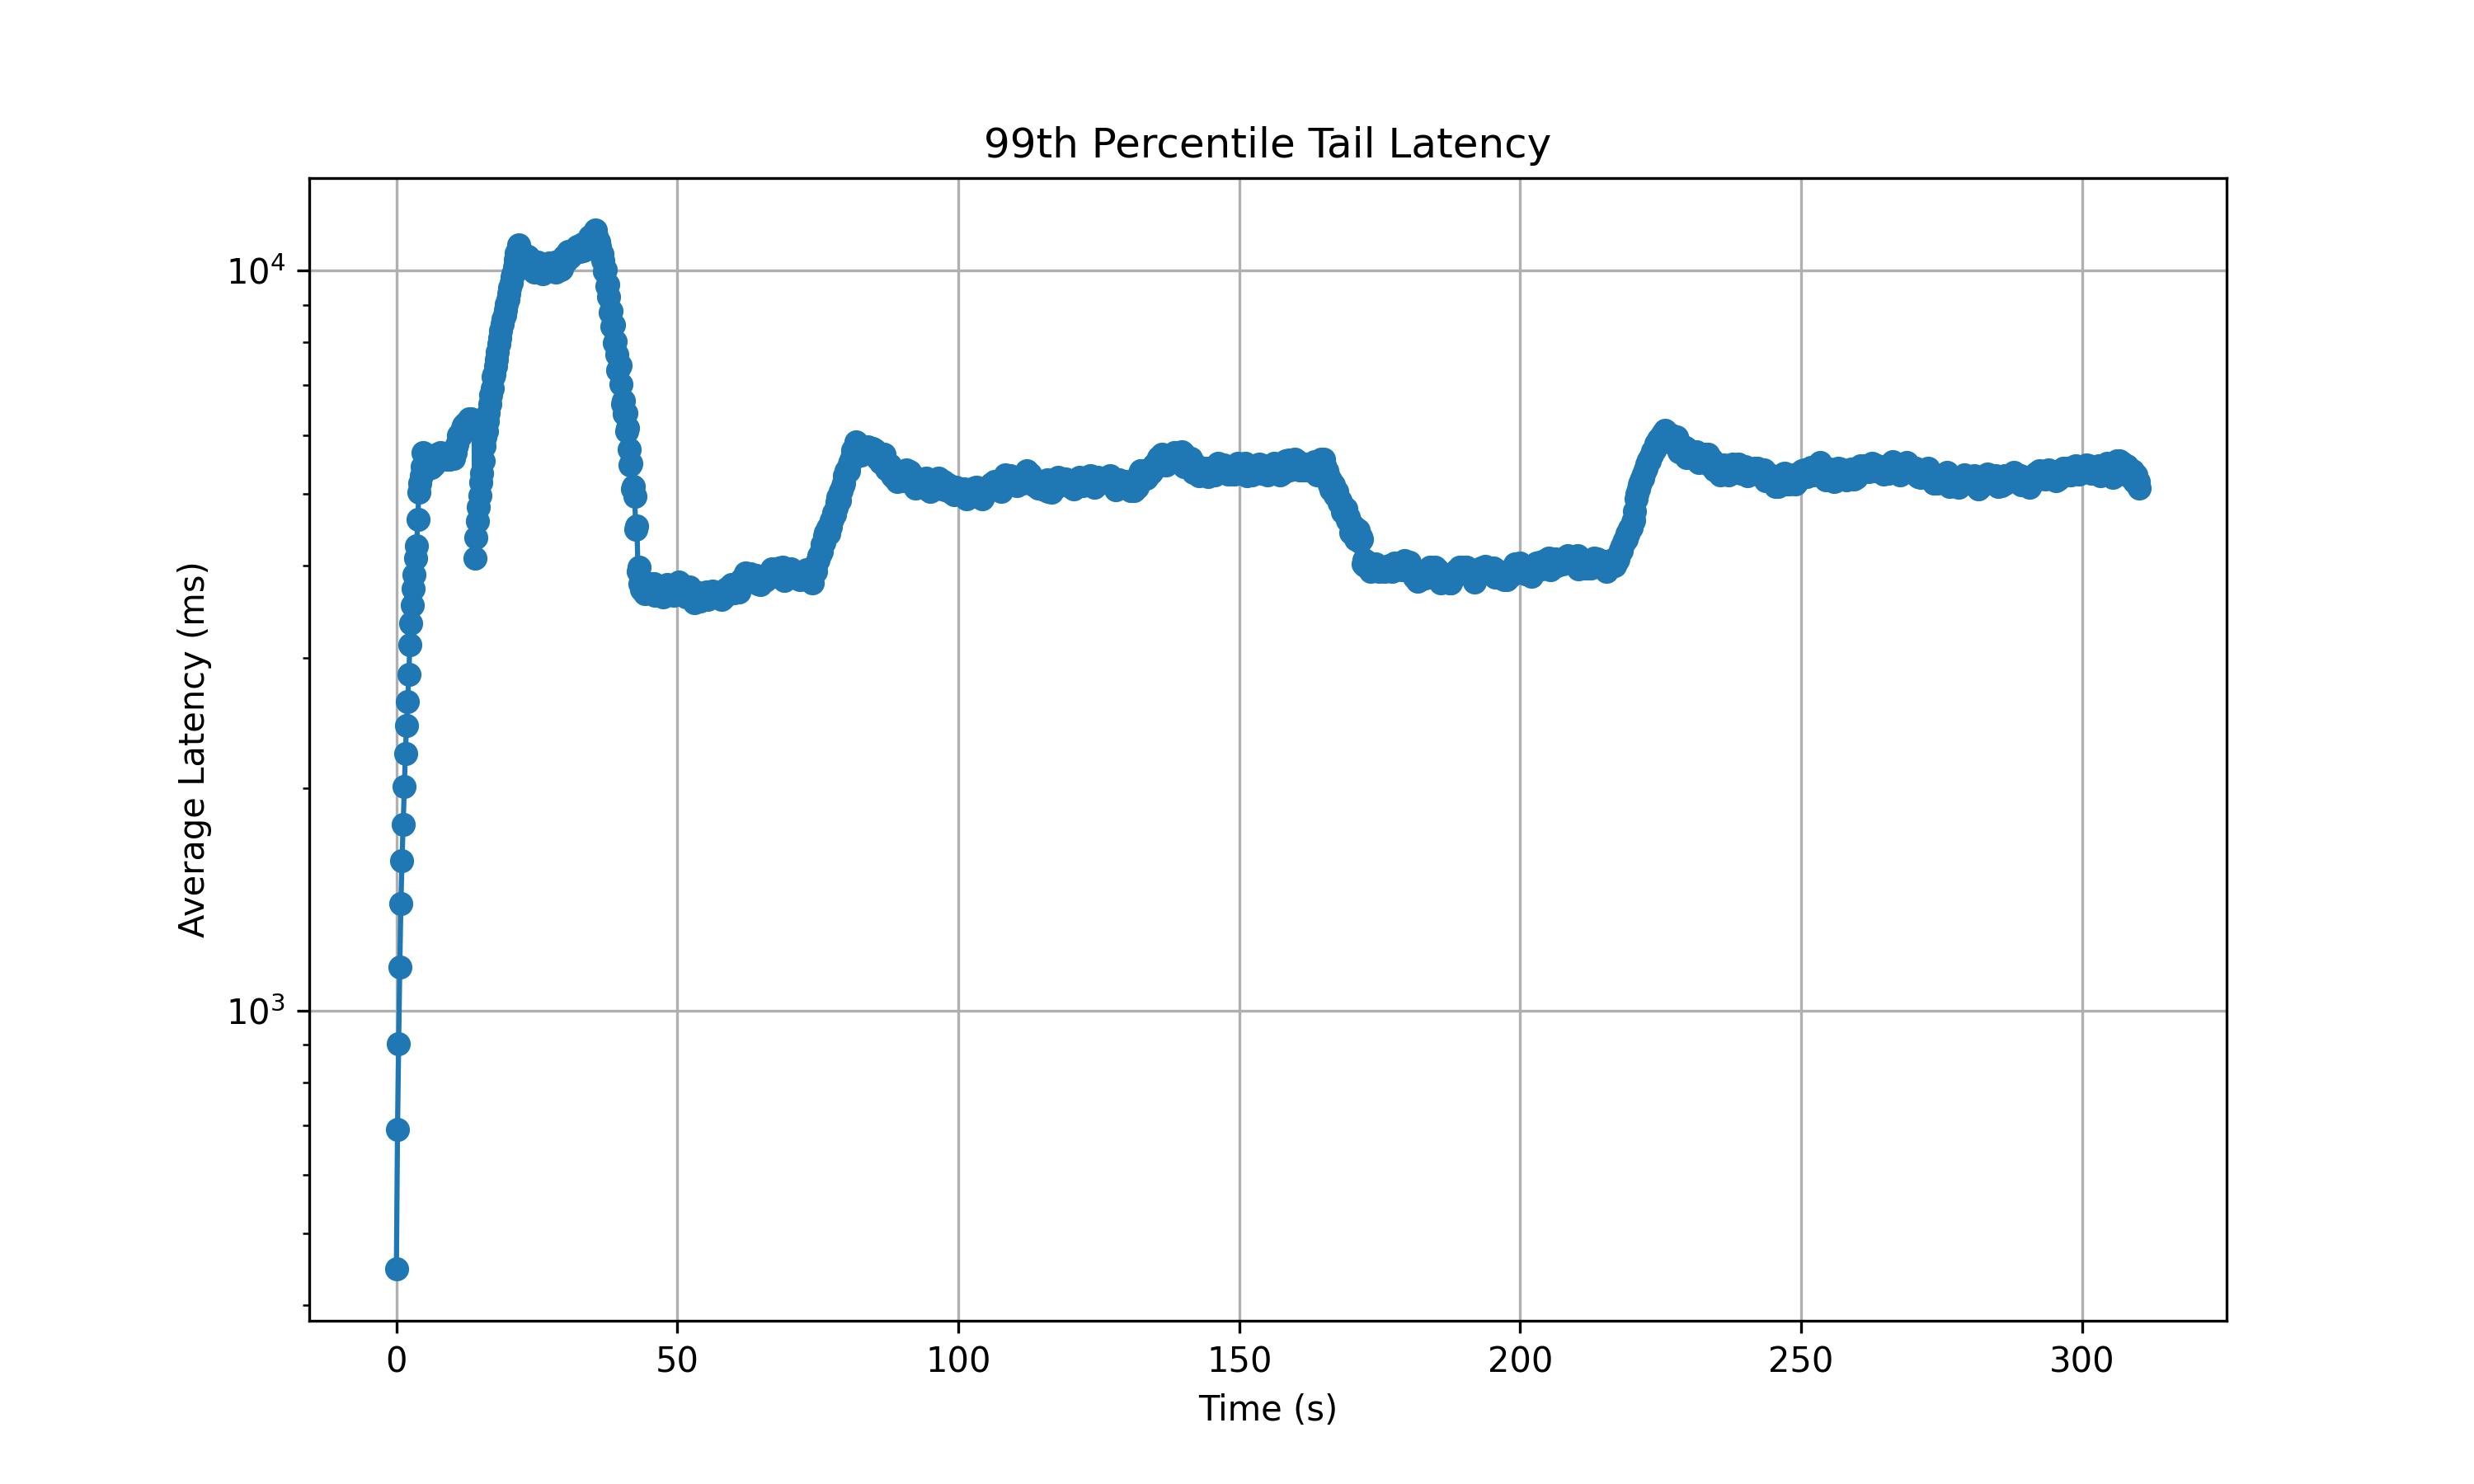 99th Percentile Tail Latency
Average Latency (ms)
10⁴
10³
0 50 100 150 200 250 300
Time (s)